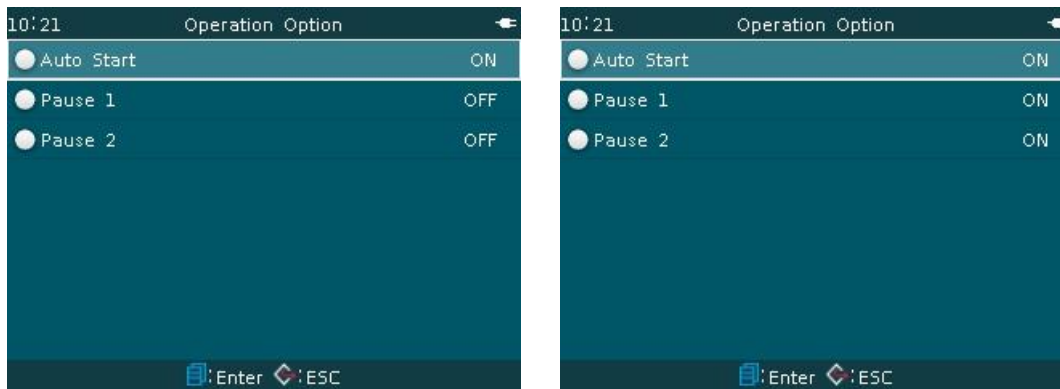 10:21 Operation Option
Auto Start ON
Pause 1 OFF
Pause 2 OFF
:Enter :ESC
10:21 Operation Option
Auto Start ON
Pause 1 ON
Pause 2 ON
:Enter :ESC